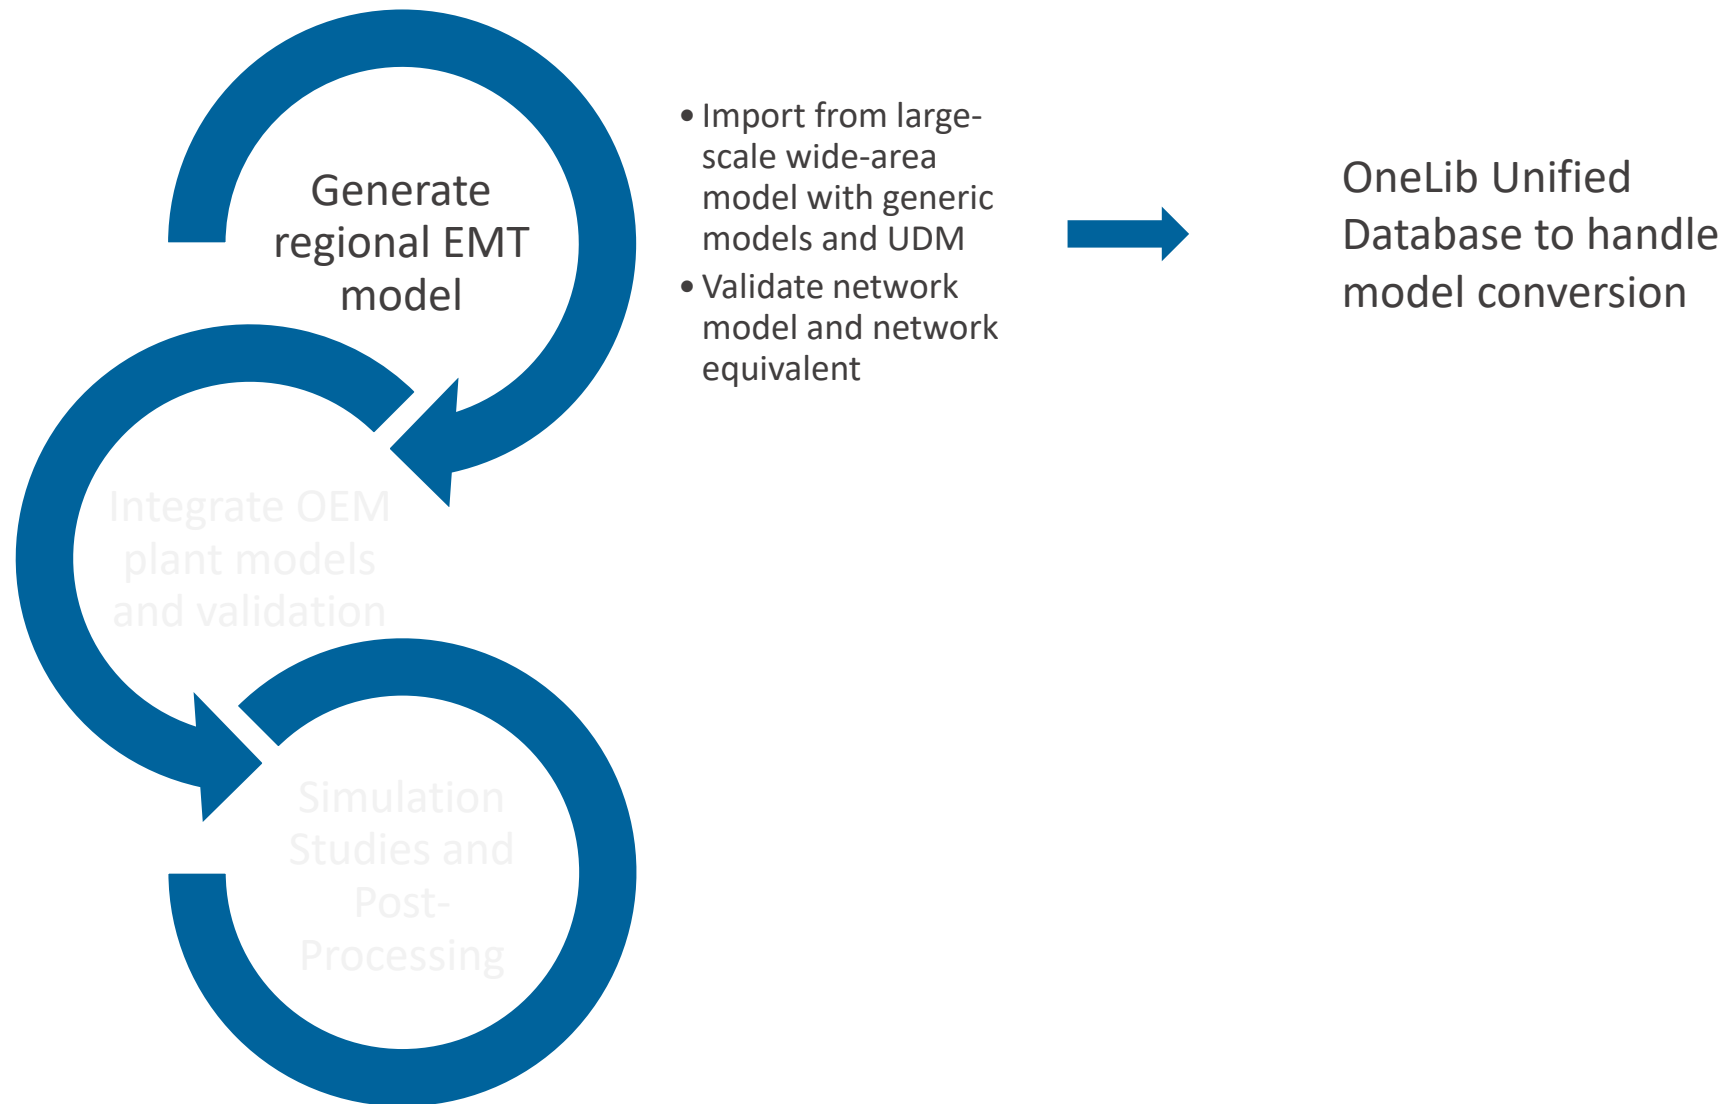 Generate
regional EMT
model
• Import from large-
scale wide-area
model with generic
models and UDM
• Validate network
model and network
equivalent
OneLib Unified
Database to handle
model conversion
Integrate OEM
plant models
and validation
Simulation
Studies and
Post-
Processing